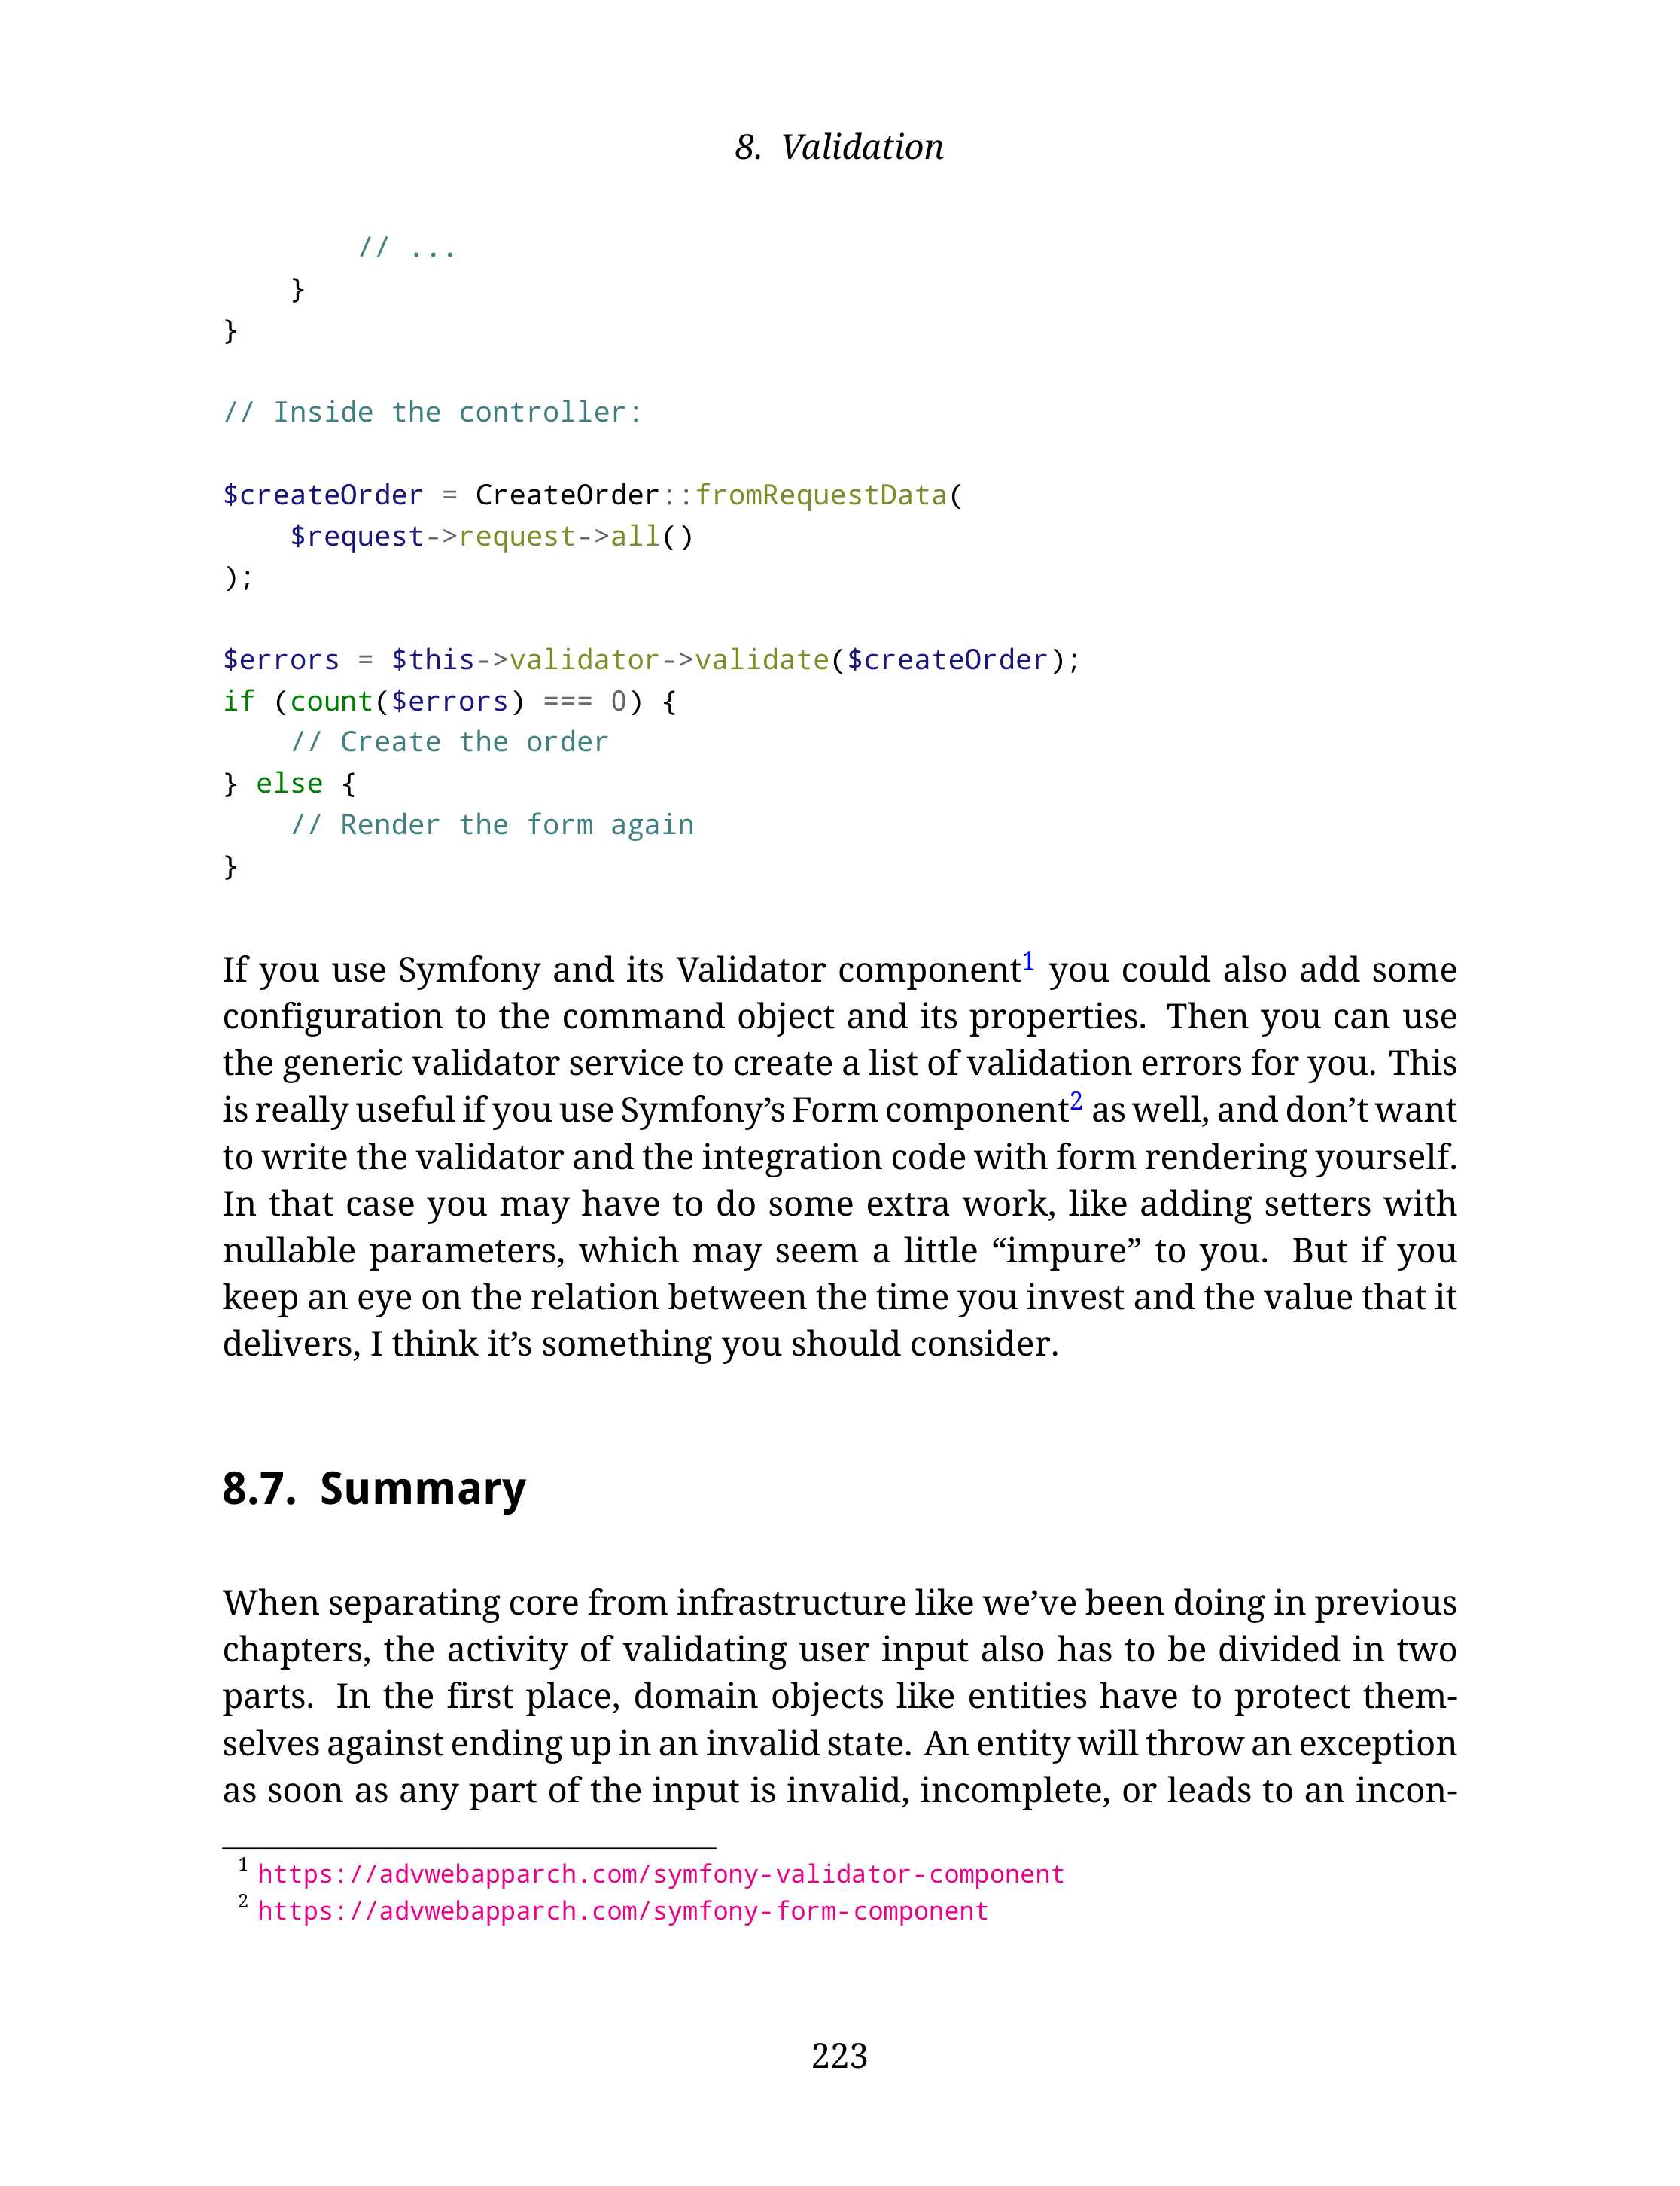 8. Validation
        // ...
    }
}
// Inside the controller:
$createOrder = CreateOrder::fromRequestData(
    $request->request->all()
);
$errors = $this->validator->validate($createOrder);
if (count($errors) === 0) {
    // Create the order
} else {
    // Render the form again
}
If you use Symfony and its Validator component1 you could also add some
configuration to the command object and its properties. Then you can use
the generic validator service to create a list of validation errors for you. This
is really useful if you use Symfony’s Form component2 as well, and don’t want
to write the validator and the integration code with form rendering yourself.
In that case you may have to do some extra work, like adding setters with
nullable parameters, which may seem a little “impure” to you. But if you
keep an eye on the relation between the time you invest and the value that it
delivers, I think it’s something you should consider.
8.7. Summary
When separating core from infrastructure like we’ve been doing in previous
chapters, the activity of validating user input also has to be divided in two
parts. In the first place, domain objects like entities have to protect them-
selves against ending up in an invalid state. An entity will throw an exception
as soon as any part of the input is invalid, incomplete, or leads to an incon-
1 https://advwebapparch.com/symfony-validator-component
2 https://advwebapparch.com/symfony-form-component
223